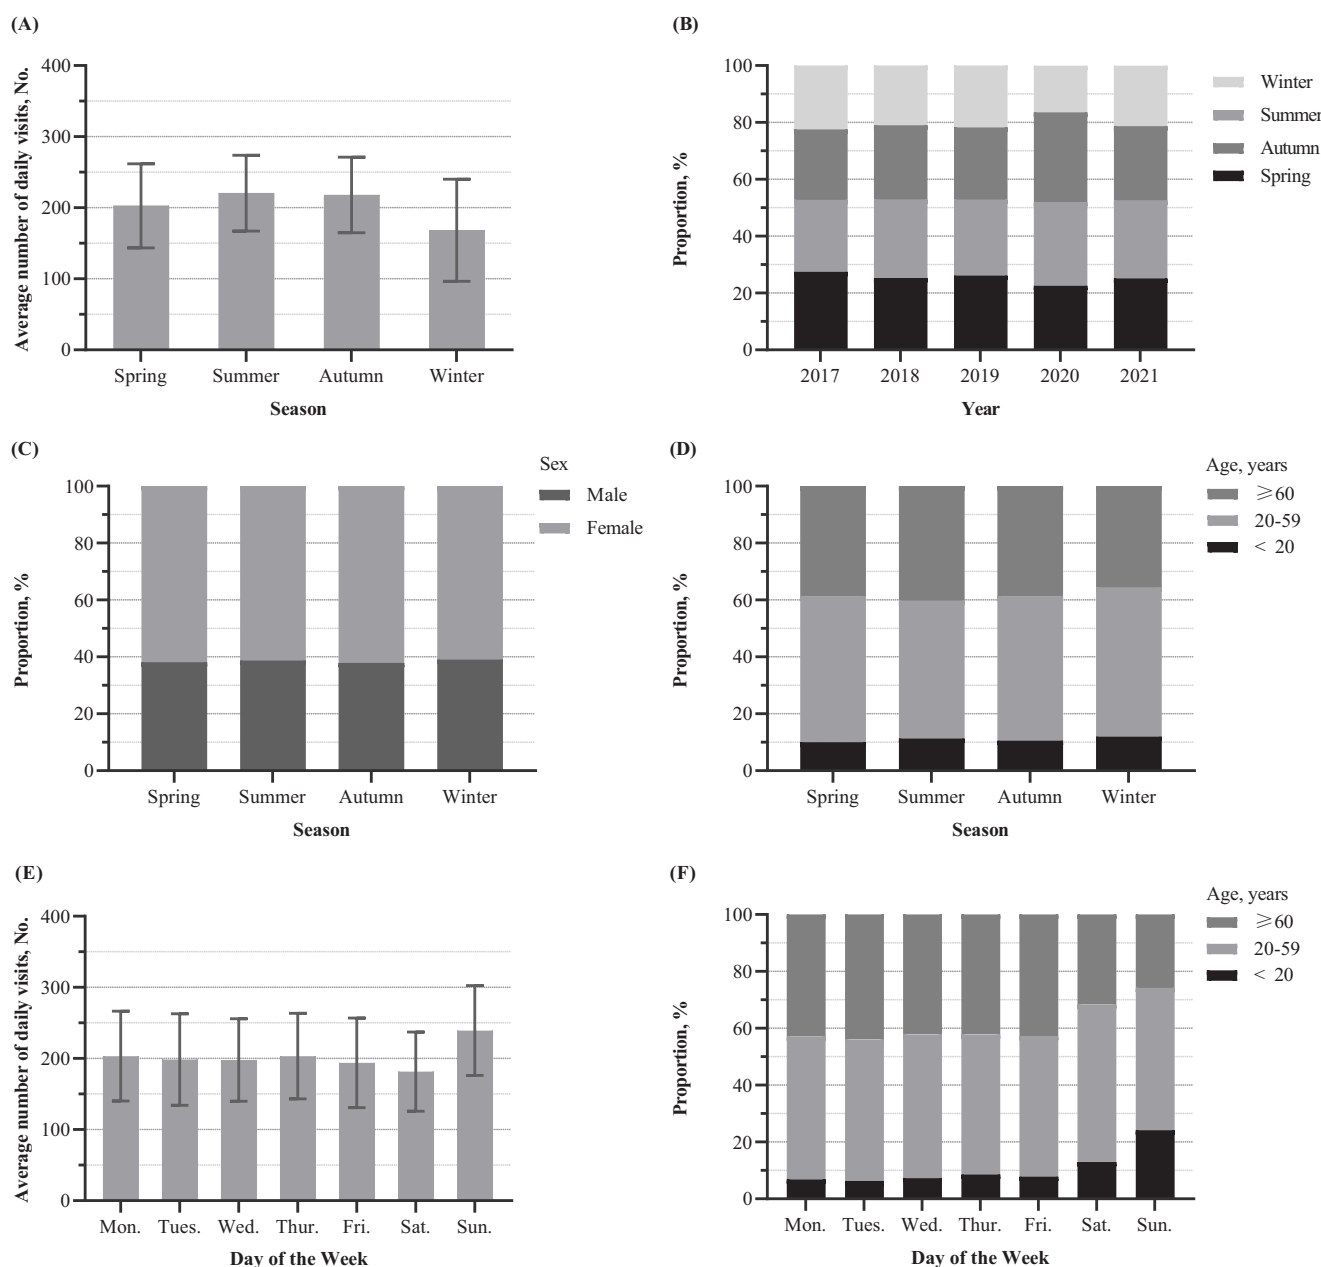 (A)
Average number of daily visits, No.
400
300
200
100
0
Spring Summer Autumn Winter
Season
(B)
Proportion, %
100
80
60
40
20
0
2017 2018 2019 2020 2021
Year
Winter
Summer
Autumn
Spring
(C)
Proportion, %
100
80
60
40
20
0
Spring Summer Autumn Winter
Season
Sex
Male
Female
(D)
Proportion, %
100
80
60
40
20
0
Spring Summer Autumn Winter
Season
Age, years
⩾60
20-59
< 20
(E)
Average number of daily visits, No.
400
300
200
100
0
Mon. Tues. Wed. Thur. Fri. Sat. Sun.
Day of the Week
(F)
Proportion, %
100
80
60
40
20
0
Mon. Tues. Wed. Thur. Fri. Sat. Sun.
Day of the Week
Age, years
⩾60
20-59
< 20